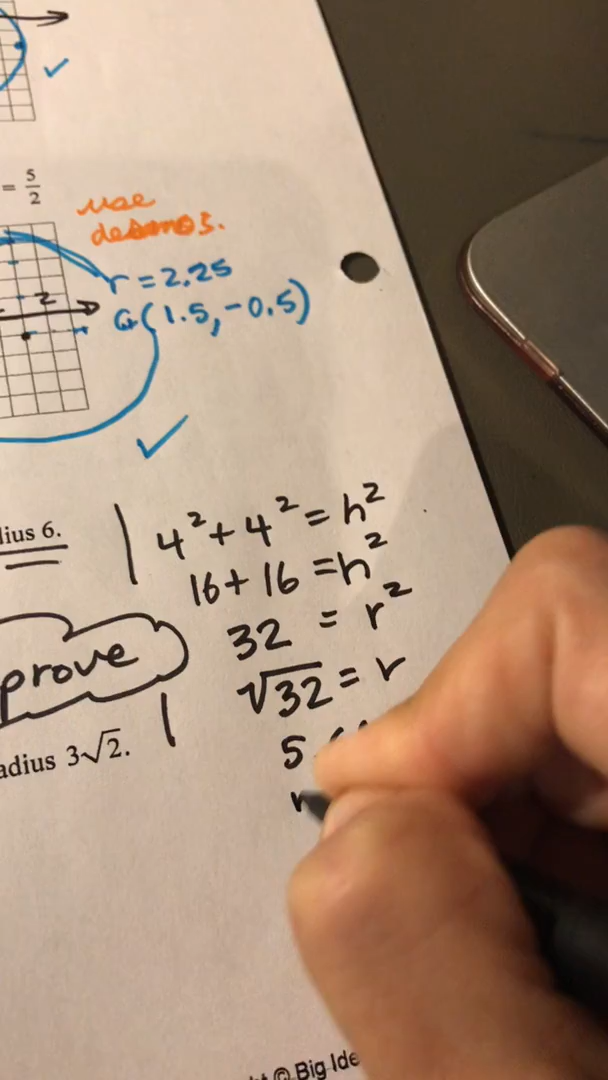 = 5/2
use
desmos.
2
r = 2.25
(1.5, -0.5)
4² + 4² = h²
dius 6.
16 + 16 = h²
32 = r²
prove
√32 = r
adius 3√2.
5
© Big Ide